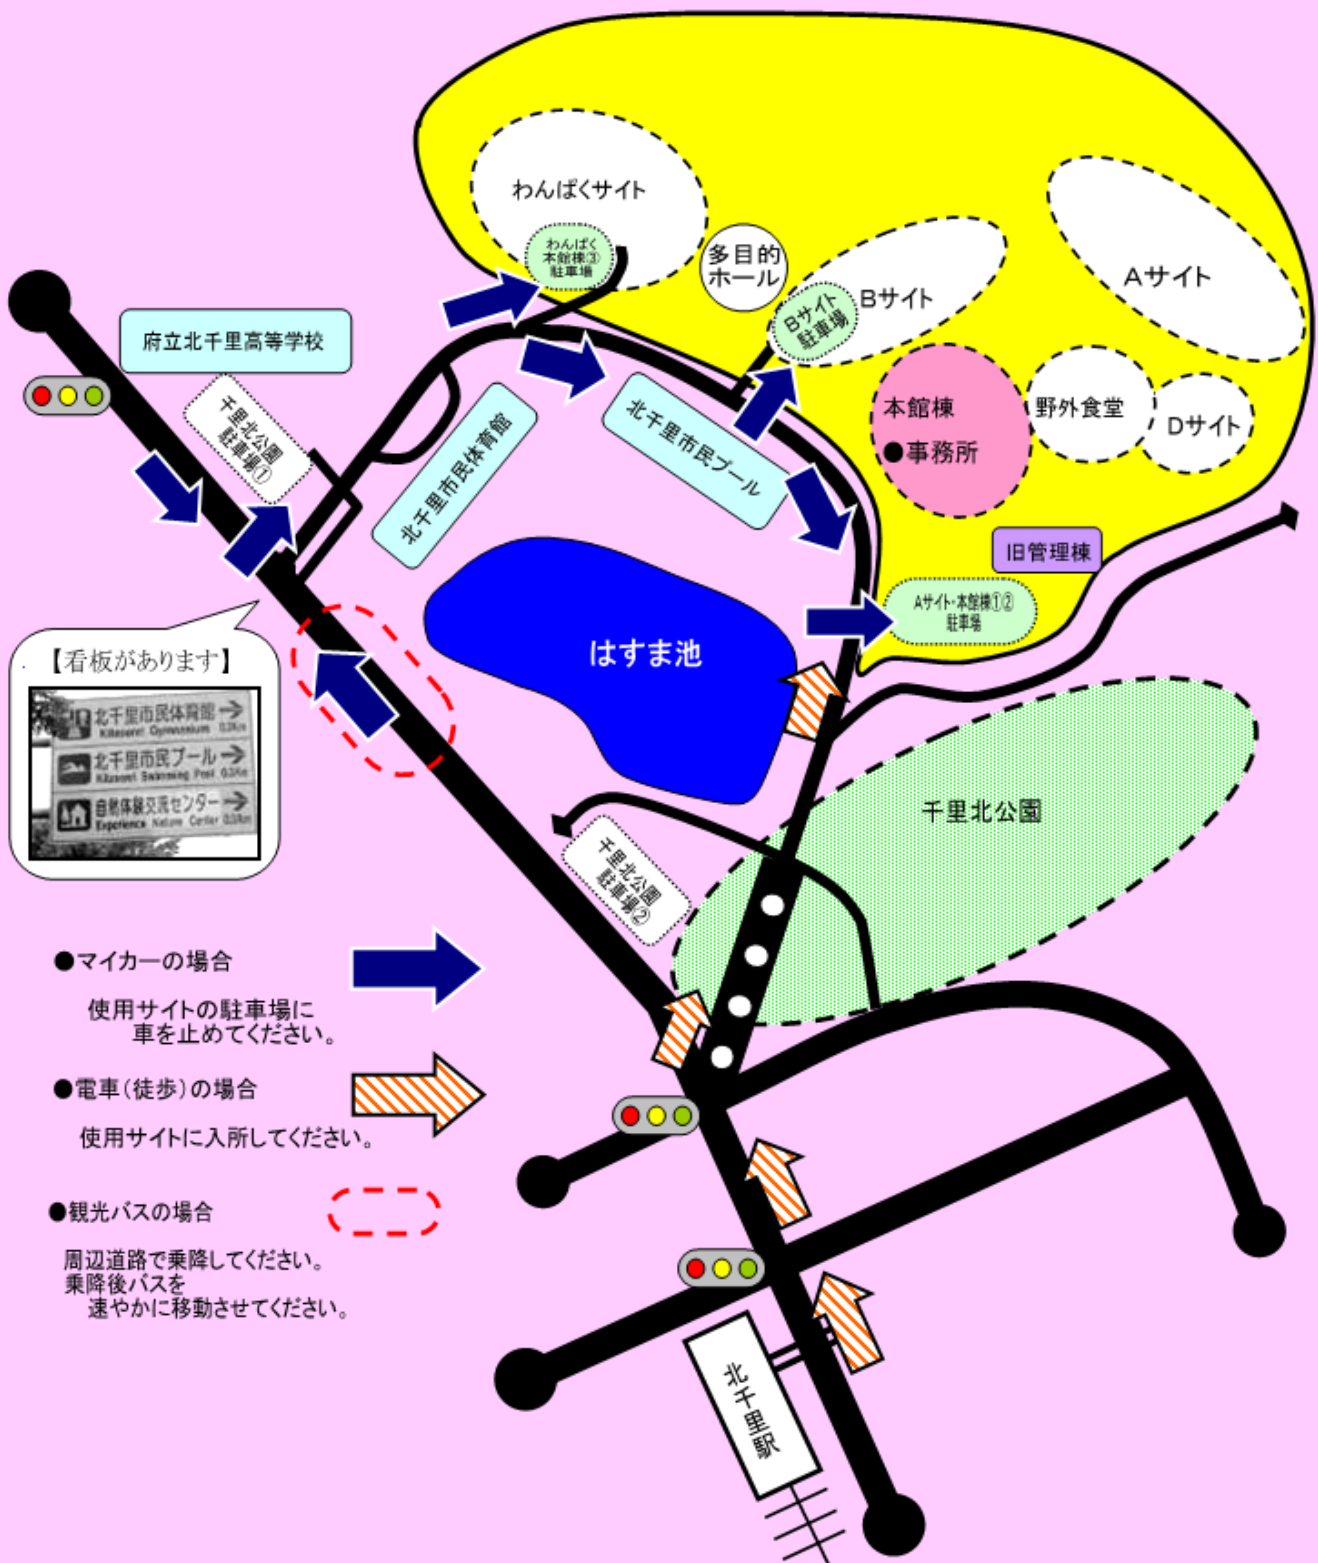 わんぱくサイト
わんぱく
本館棟③
駐車場
多目的
ホール
Bサイト
Bサイト
駐車場
Aサイト
府立北千里高等学校
千里北公園
駐車場①
北千里市民体育館
北千里市民プール
本館棟
●事務所
野外食堂
Dサイト
旧管理棟
Aサイト・本館棟①②
駐車場
はすま池
【看板があります】
北千里市民体育館
北千里市民プール
自然体験交流センター
Experience Nature Center
千里北公園
千里北公園
駐車場②
●マイカーの場合
使用サイトの駐車場に
車を止めてください。
●電車(徒歩)の場合
使用サイトに入所してください。
●観光バスの場合
周辺道路で乗降してください。
乗降後バスを
速やかに移動させてください。
北千里駅